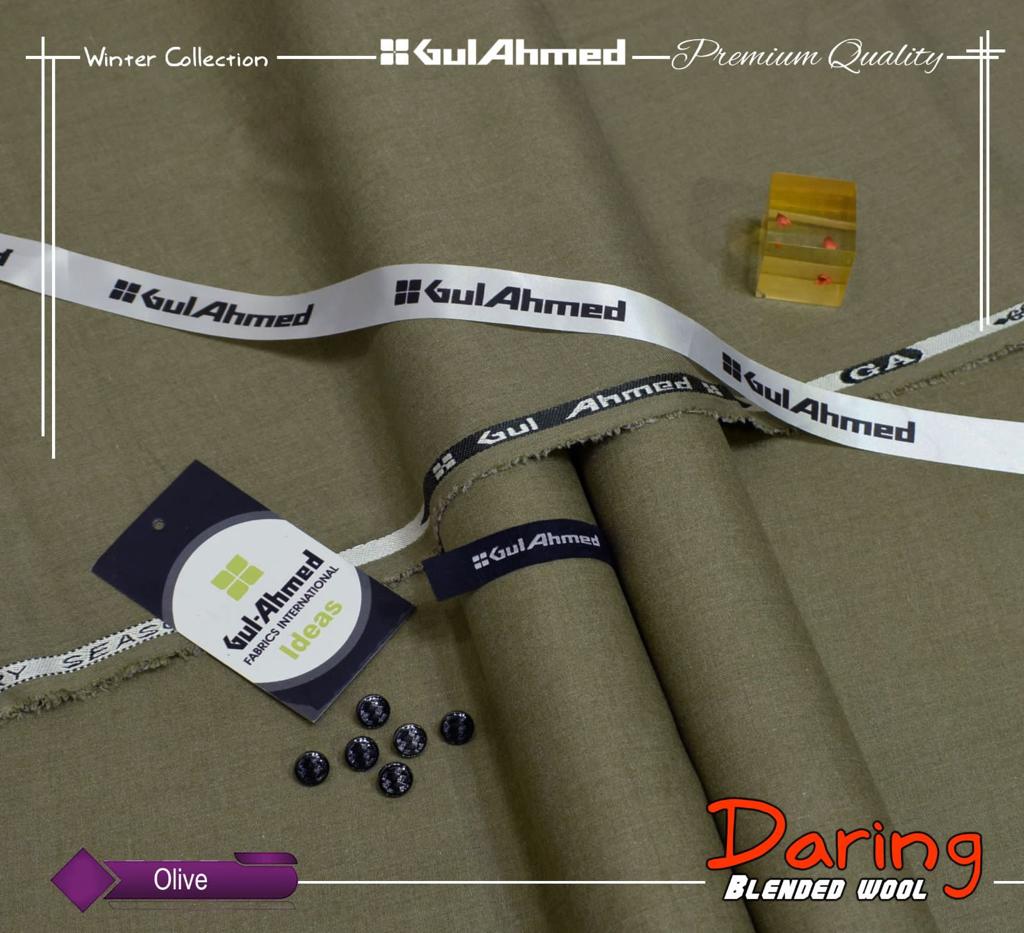 Winter Collection
GulAhmed
Premium Quality
GulAhmed
GulAhmed
GulAhmed
GA
Gul Ahmed
GulAhmed
Gul-Ahmed
FABRICS INTERNATIONAL
Ideas
SEAS
Daring
BLENDED WOOL
Olive